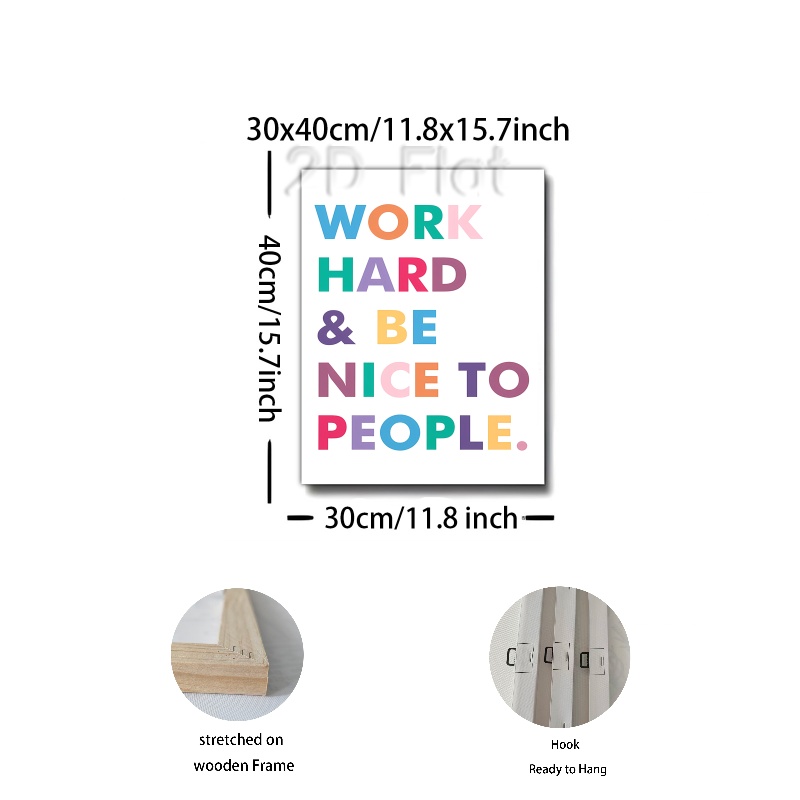 30x40cm/11.8x15.7inch
2D Flat
40cm/15.7inch
WORK
HARD
& BE
NICE TO
PEOPLE.
30cm/11.8 inch
stretched on
wooden Frame
Hook
Ready to Hang